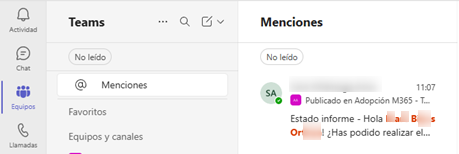 Teams
Menciones
Actividad
No leído
No leído
Chat
Menciones
SA
11:07
Publicado en Adopción M365 - T...
Equipos
Favoritos
Estado informe - Hola
! ¿Has podido realizar el...
Equipos y canales
Llamadas